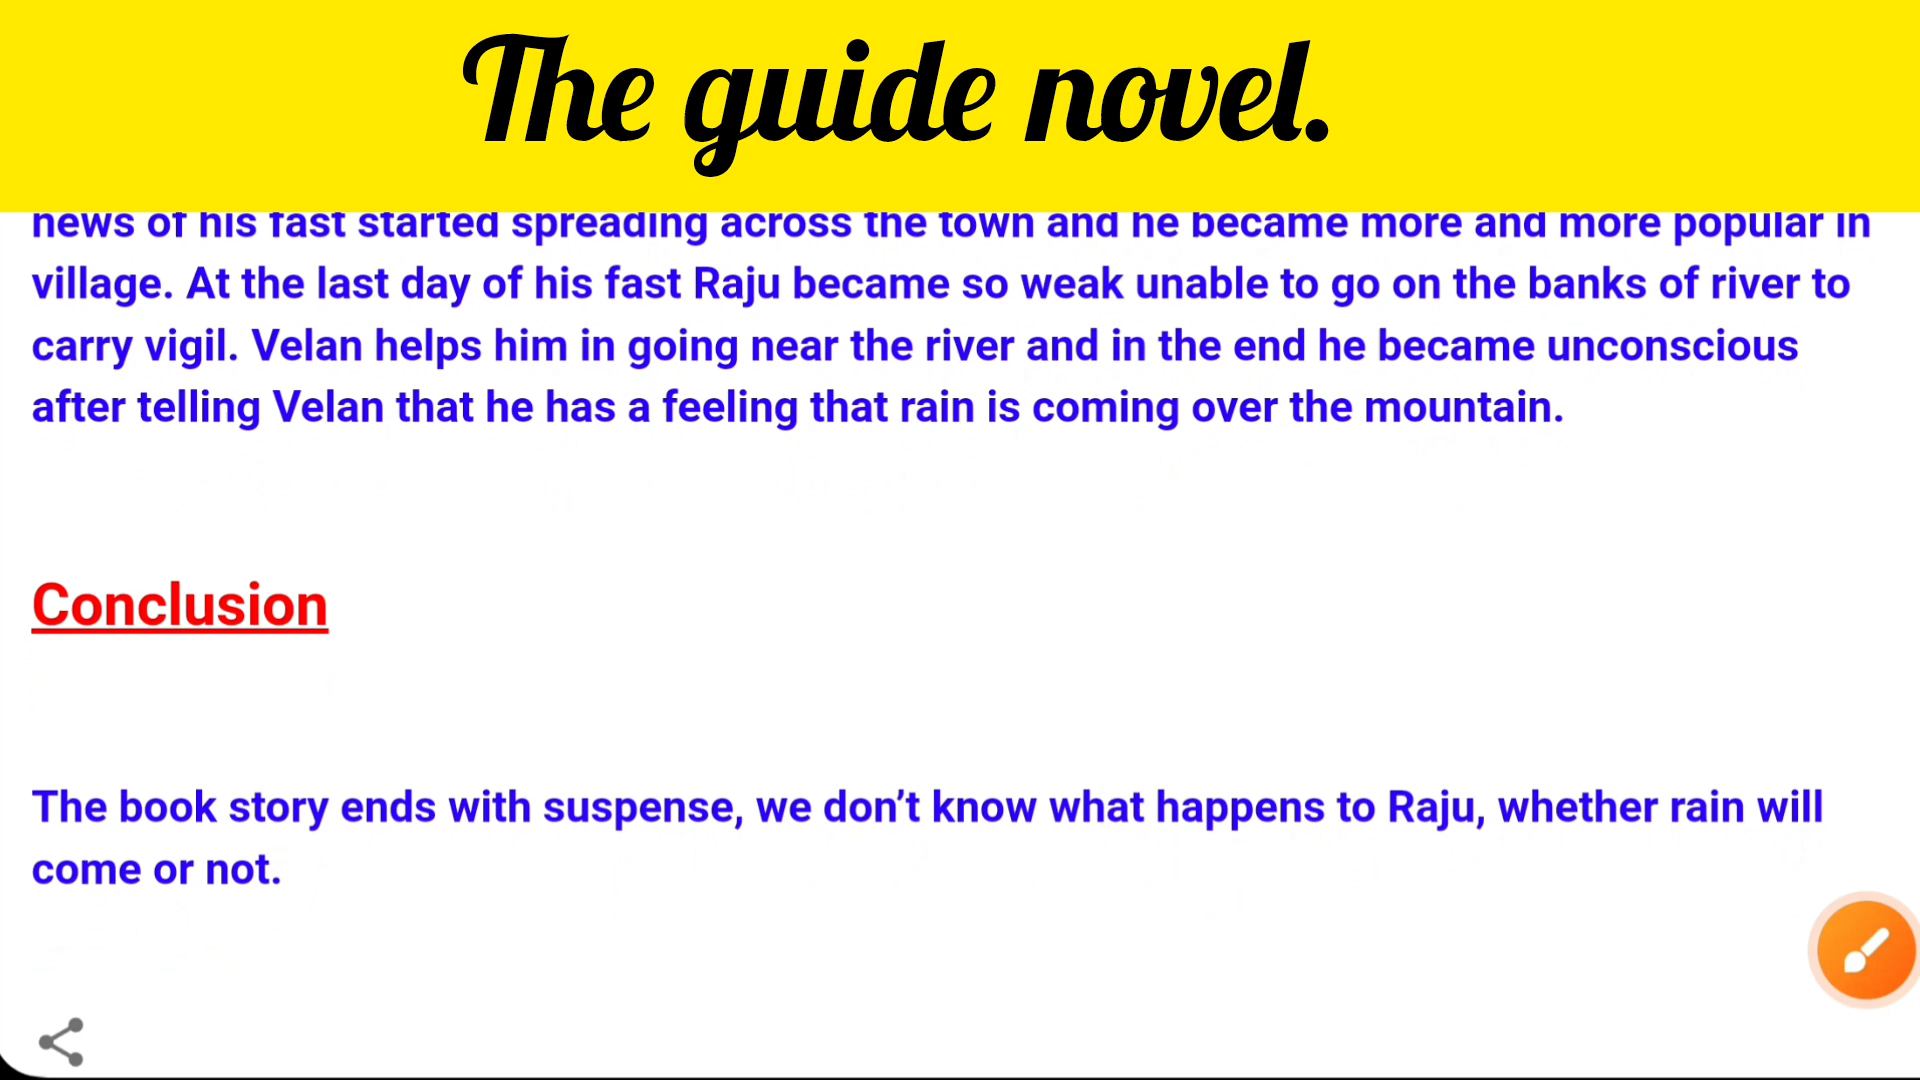 The guide novel.
news of his fast started spreading across the town and he became more and more popular in
village. At the last day of his fast Raju became so weak unable to go on the banks of river to
carry vigil. Velan helps him in going near the river and in the end he became unconscious
after telling Velan that he has a feeling that rain is coming over the mountain.
Conclusion
The book story ends with suspense, we don’t know what happens to Raju, whether rain will
come or not.